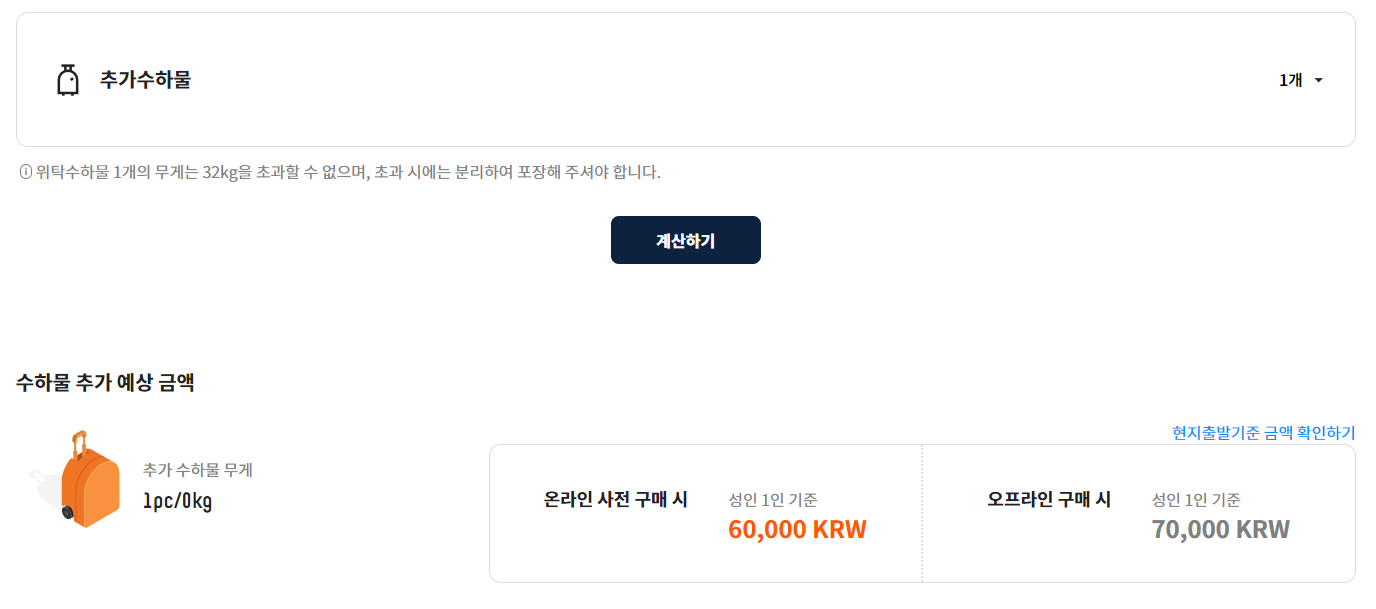 추가수하물
1개
위탁수하물 1개의 무게는 32kg을 초과할 수 없으며, 초과 시에는 분리하여 포장해 주셔야 합니다.
계산하기
수하물 추가 예상 금액
현지출발기준 금액 확인하기
추가 수하물 무게
1pc/0kg
온라인 사전 구매 시
성인 1인 기준
60,000 KRW
오프라인 구매 시
성인 1인 기준
70,000 KRW